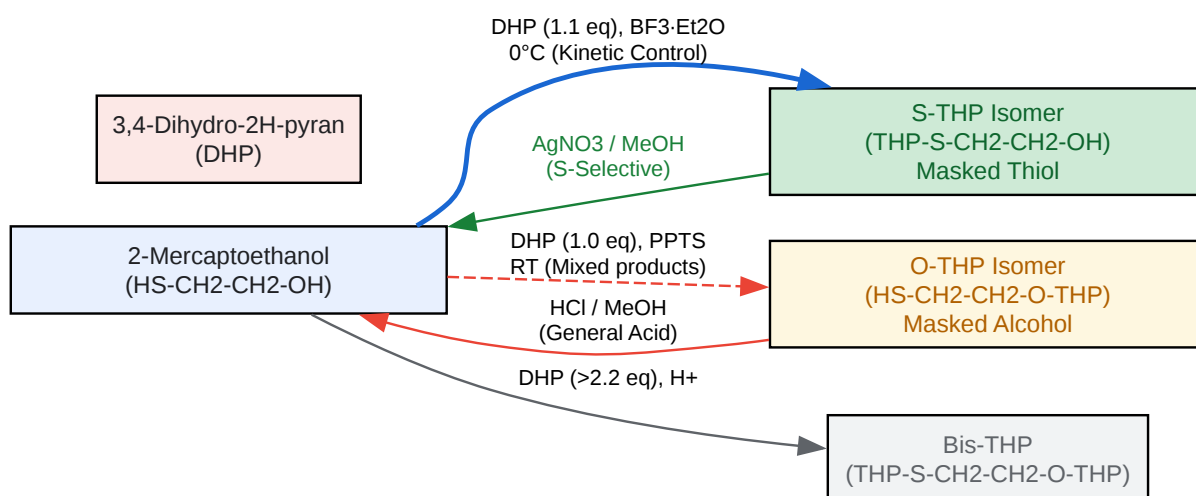 DHP (1.1 eq), BF3·Et2O
0°C (Kinetic Control)
3,4-Dihydro-2H-pyran
(DHP)
S-THP Isomer
(THP-S-CH2-CH2-OH)
Masked Thiol
AgNO3 / MeOH
(S-Selective)
2-Mercaptoethanol
(HS-CH2-CH2-OH)
DHP (1.0 eq), PPTS
RT (Mixed products)
O-THP Isomer
(HS-CH2-CH2-O-THP)
Masked Alcohol
HCl / MeOH
(General Acid)
DHP (>2.2 eq), H+
Bis-THP
(THP-S-CH2-CH2-O-THP)